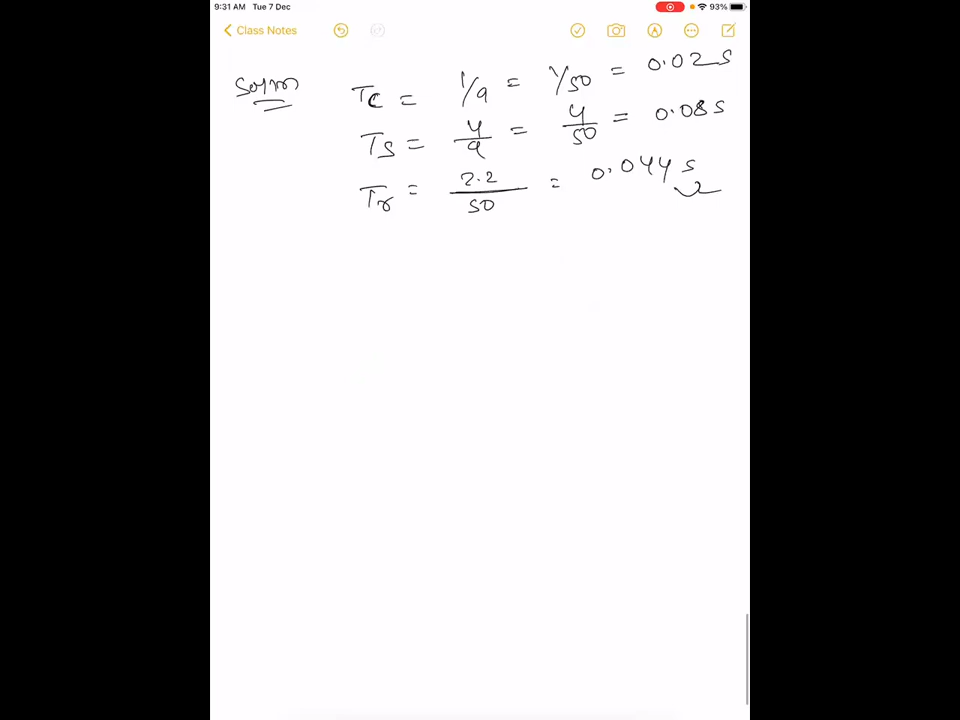 9:31 AM Tue 7 Dec 93%
Class Notes
Soln Tc = 1/a = 1/50 = 0.02 s
Ts = 4/a = 4/50 = 0.08 s
Tr = 2.2/50 = 0.044 s